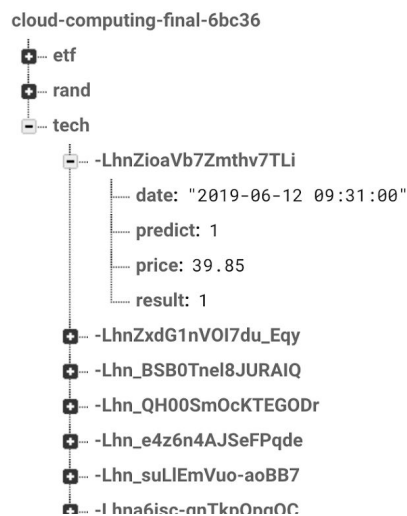 cloud-computing-final-6bc36
etf
rand
tech
-LhnZioaVb7Zmthv7TLi
date: "2019-06-12 09:31:00"
predict: 1
price: 39.85
result: 1
-LhnZxdG1nVOI7du_Eqy
-Lhn_BSB0Tnel8JURAIQ
-Lhn_QH00SmOcKTEGODr
-Lhn_e4z6n4AJSeFPqde
-Lhn_suLlEmVuo-aoBB7